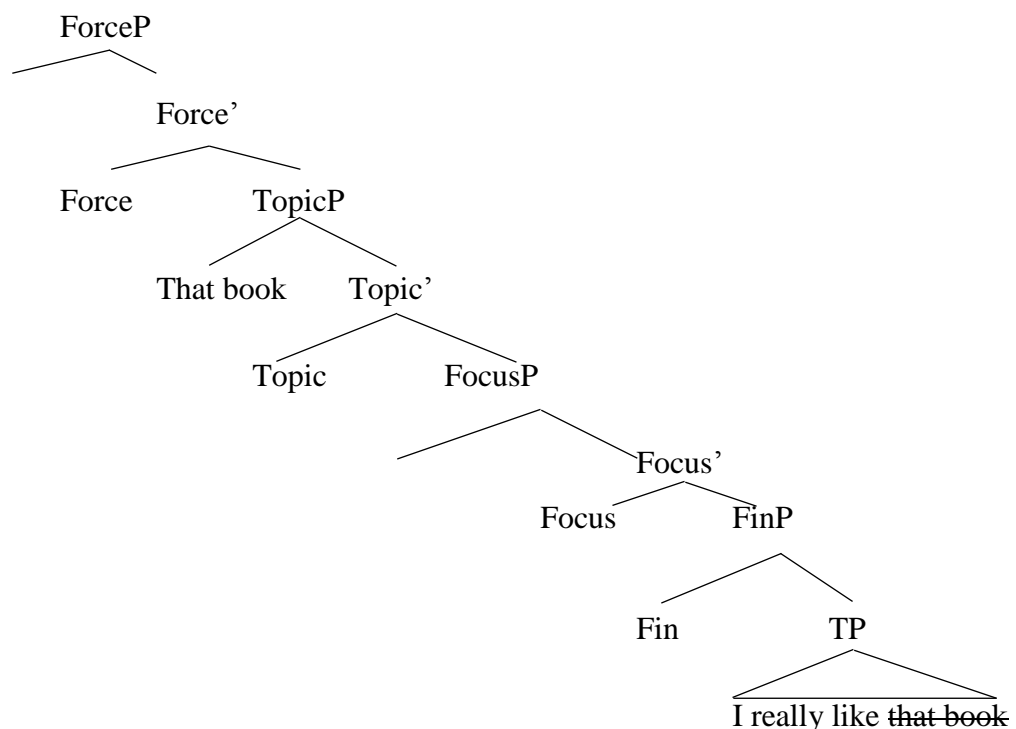 ForceP
Force’
Force TopicP
That book Topic’
Topic FocusP
Focus’
Focus FinP
Fin TP
I really like that book